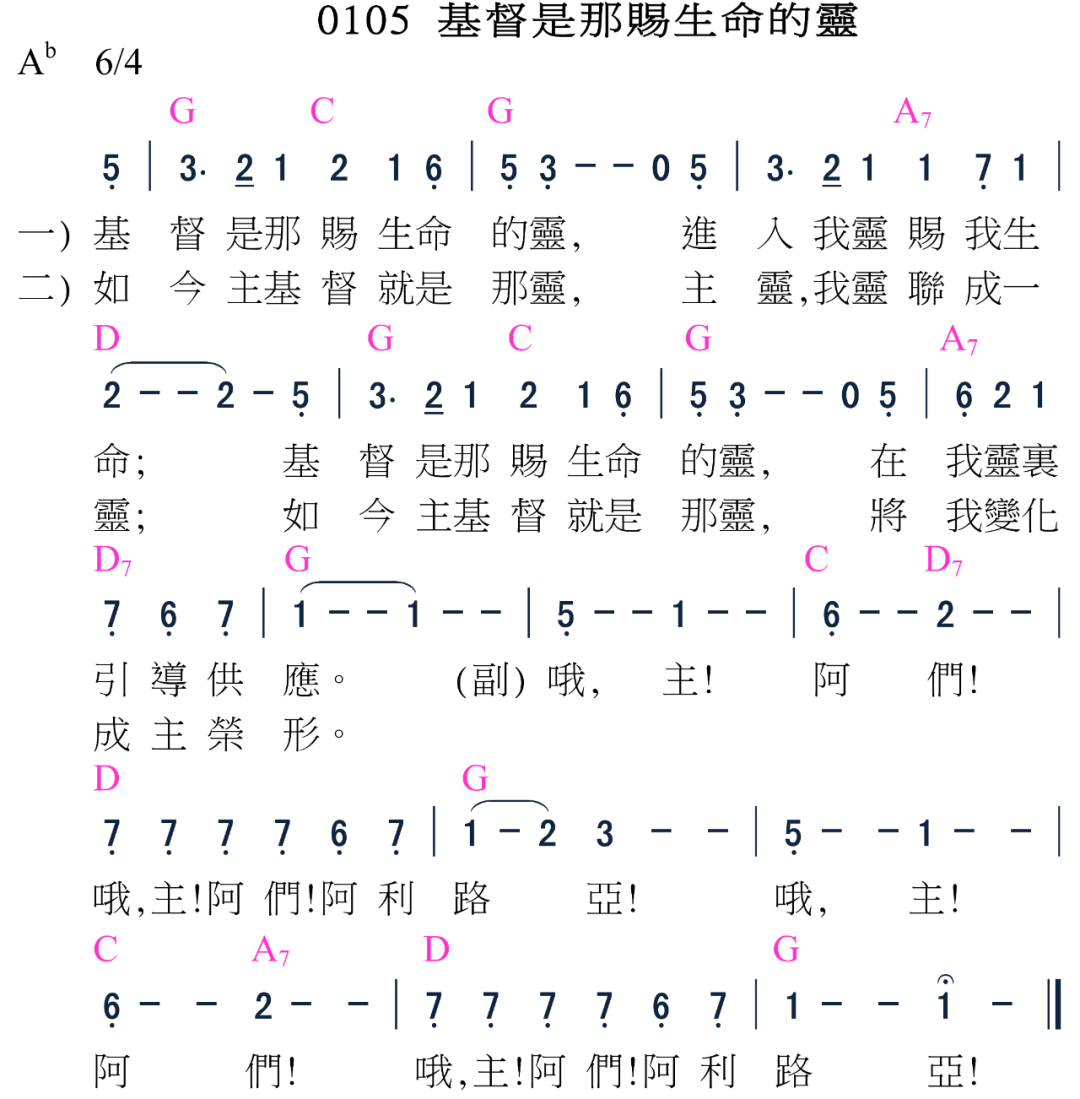 0105 基督是那賜生命的靈
A♭ 6/4
G C G A7
5̣ | 3. 2 1 2 1 6̣ | 5̣ 3̣ - - 0 5̣ | 3. 2 1 1 7̣ 1 |
一) 基 督 是那 賜 生命 的靈, 進 入 我靈 賜 我生
二) 如 今 主基 督 就是 那靈, 主 靈,我靈 聯 成一
D G C G A7
2 - - 2 - 5̣ | 3. 2 1 2 1 6̣ | 5̣ 3̣ - - 0 5̣ | 6̣ 2 1
命; 基 督 是那 賜 生命 的靈, 在 我靈裏
靈; 如 今 主基 督 就是 那靈, 將 我變化
D7 G C D7
7̣ 6̣ 7̣ | 1 - - 1 - - | 5̣ - - 1 - - | 6̣ - - 2 - - |
引 導 供 應。 (副) 哦, 主! 阿 們!
成 主 榮 形。
D G
7̣ 7̣ 7̣ 7̣ 6̣ 7̣ | 1 - 2 3 - - | 5̣ - - 1 - - |
哦,主!阿 們!阿 利 路 亞! 哦, 主!
C A7 D G
6̣ - - 2 - - | 7̣ 7̣ 7̣ 7̣ 6̣ 7̣ | 1 - - 1 - ‖
阿 們! 哦,主!阿 們!阿 利 路 亞!